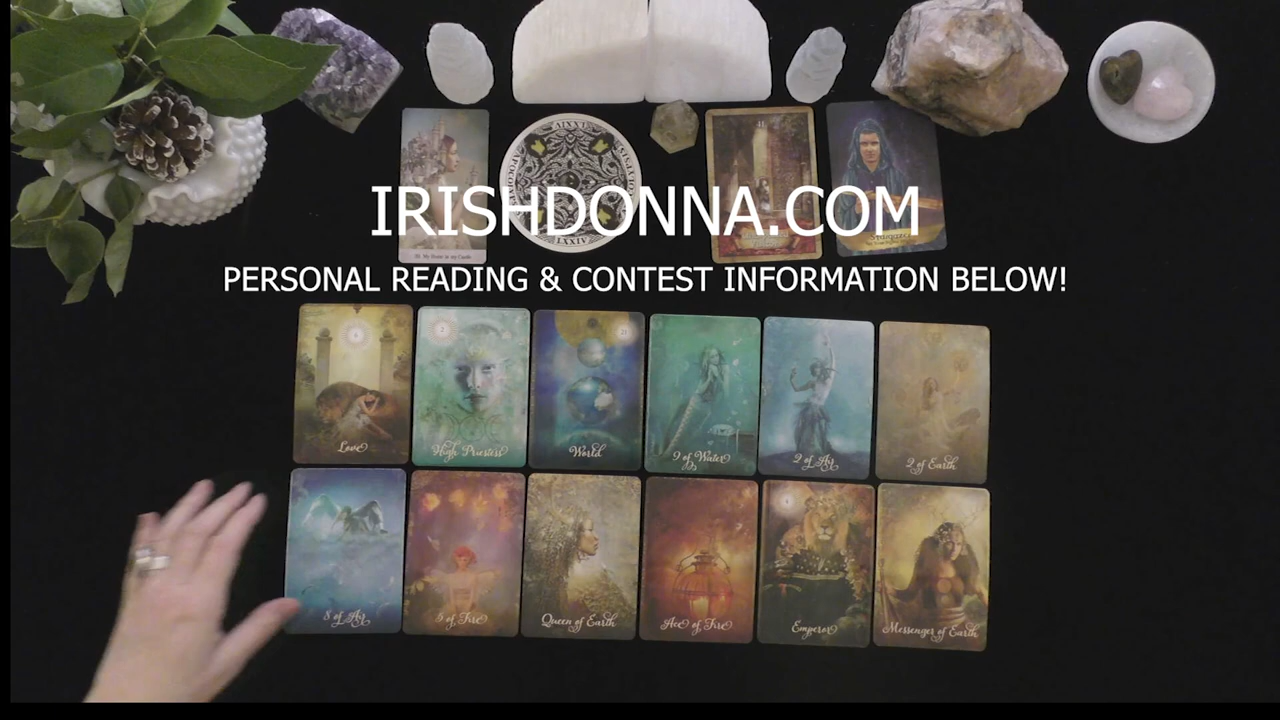 IRISHDONNA.COM
PERSONAL READING & CONTEST INFORMATION BELOW!
Love
High Priestess
World
9 of Water
2 of Air
2 of Earth
8 of Air
5 of Fire
Queen of Earth
Ace of Fire
Emperor
Messenger of Earth